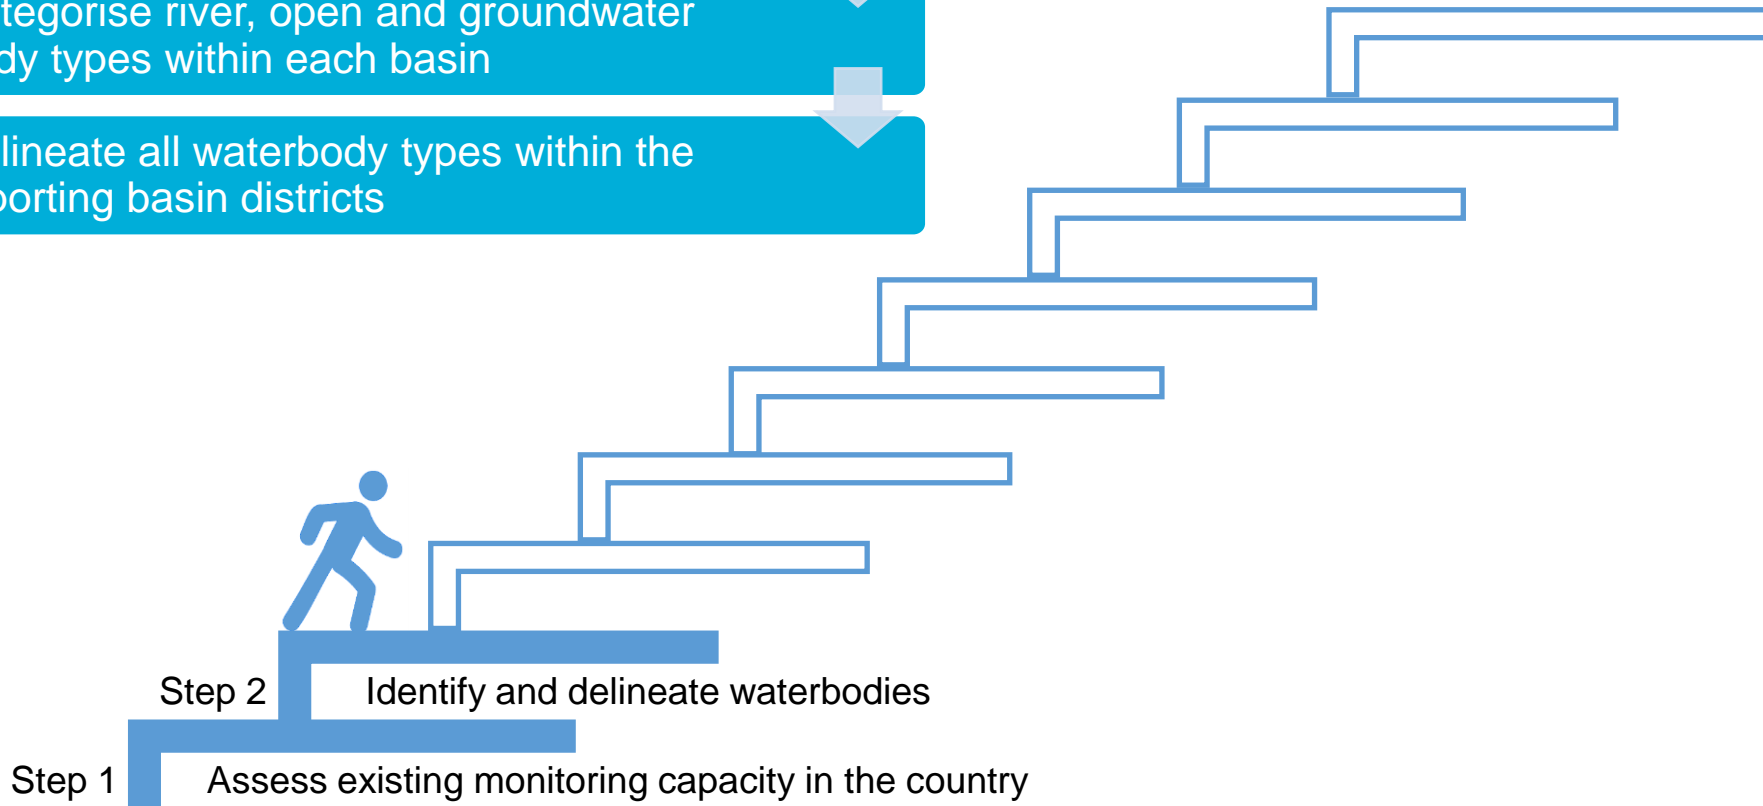 tegorise river, open and groundwater
dy types within each basin
lineate all waterbody types within the
porting basin districts
Step 2 Identify and delineate waterbodies
Step 1 Assess existing monitoring capacity in the country